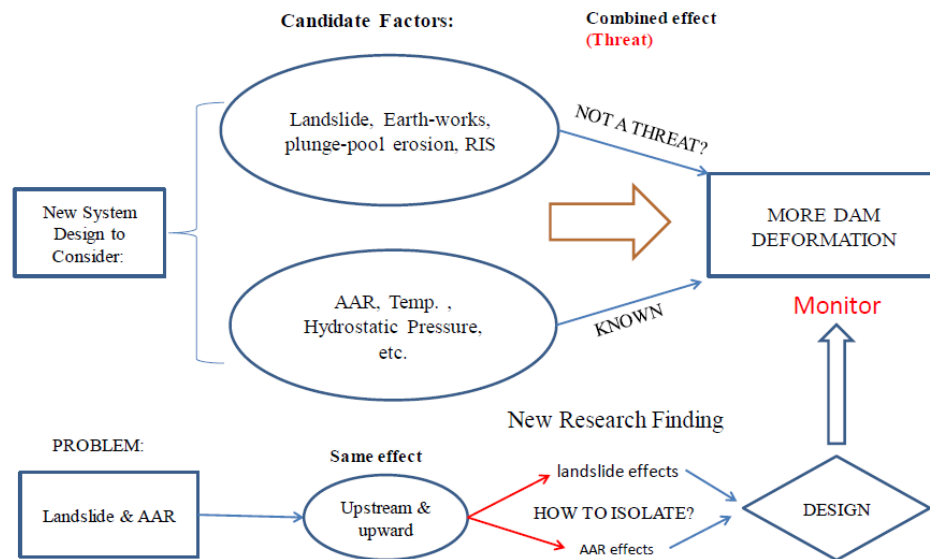 Candidate Factors:
Combined effect
(Threat)
Landslide, Earth-works,
plunge-pool erosion, RIS
NOT A THREAT?
New System
Design to
Consider:
MORE DAM
DEFORMATION
AAR, Temp. ,
Hydrostatic Pressure,
etc.
KNOWN
Monitor
New Research Finding
PROBLEM:
Same effect
Landslide & AAR
Upstream &
upward
landslide effects
HOW TO ISOLATE?
AAR effects
DESIGN